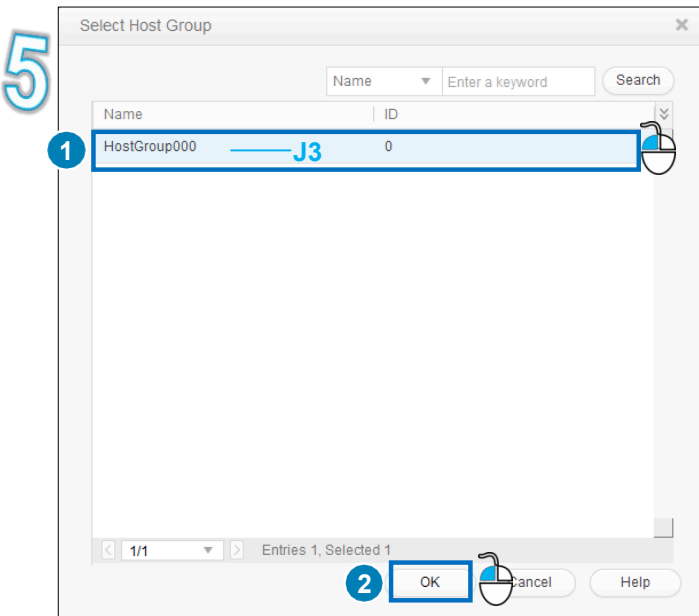 Select Host Group
5
Name Enter a keyword Search
Name ID
1 HostGroup000 J3 0
1/1 Entries 1, Selected 1
2 OK Cancel Help